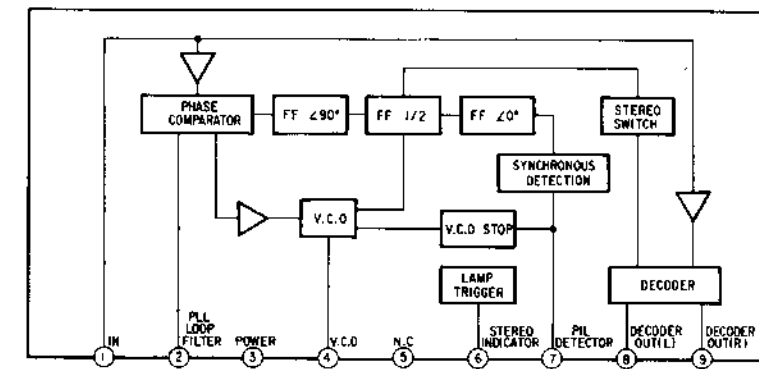 PHASE
COMPARATOR
FF ∠90°
FF 1/2
FF ∠0°
STEREO
SWITCH
SYNCHRONOUS
DETECTION
V.C.O
V.C.O STOP
LAMP
TRIGGER
DECODER
1 IN
2 PLL
LOOP
FILTER
3 POWER
4 V.C.O
5 N.C
6 STEREO
INDICATOR
7 PIL
DETECTOR
8 DECODER
OUT(L)
9 DECODER
OUT(R)